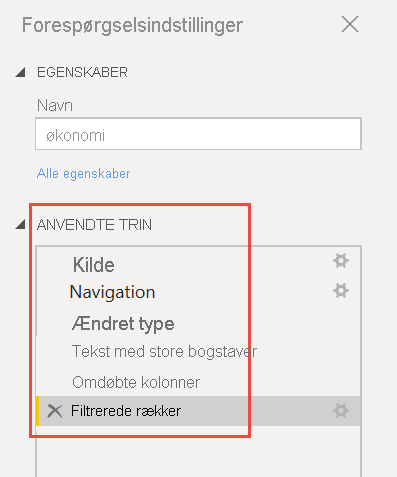 Forespørgselsindstillinger
EGENSKABER
Navn
økonomi
Alle egenskaber
ANVENDTE TRIN
Kilde
Navigation
Ændret type
Tekst med store bogstaver
Omdøbte kolonner
Filtrerede rækker